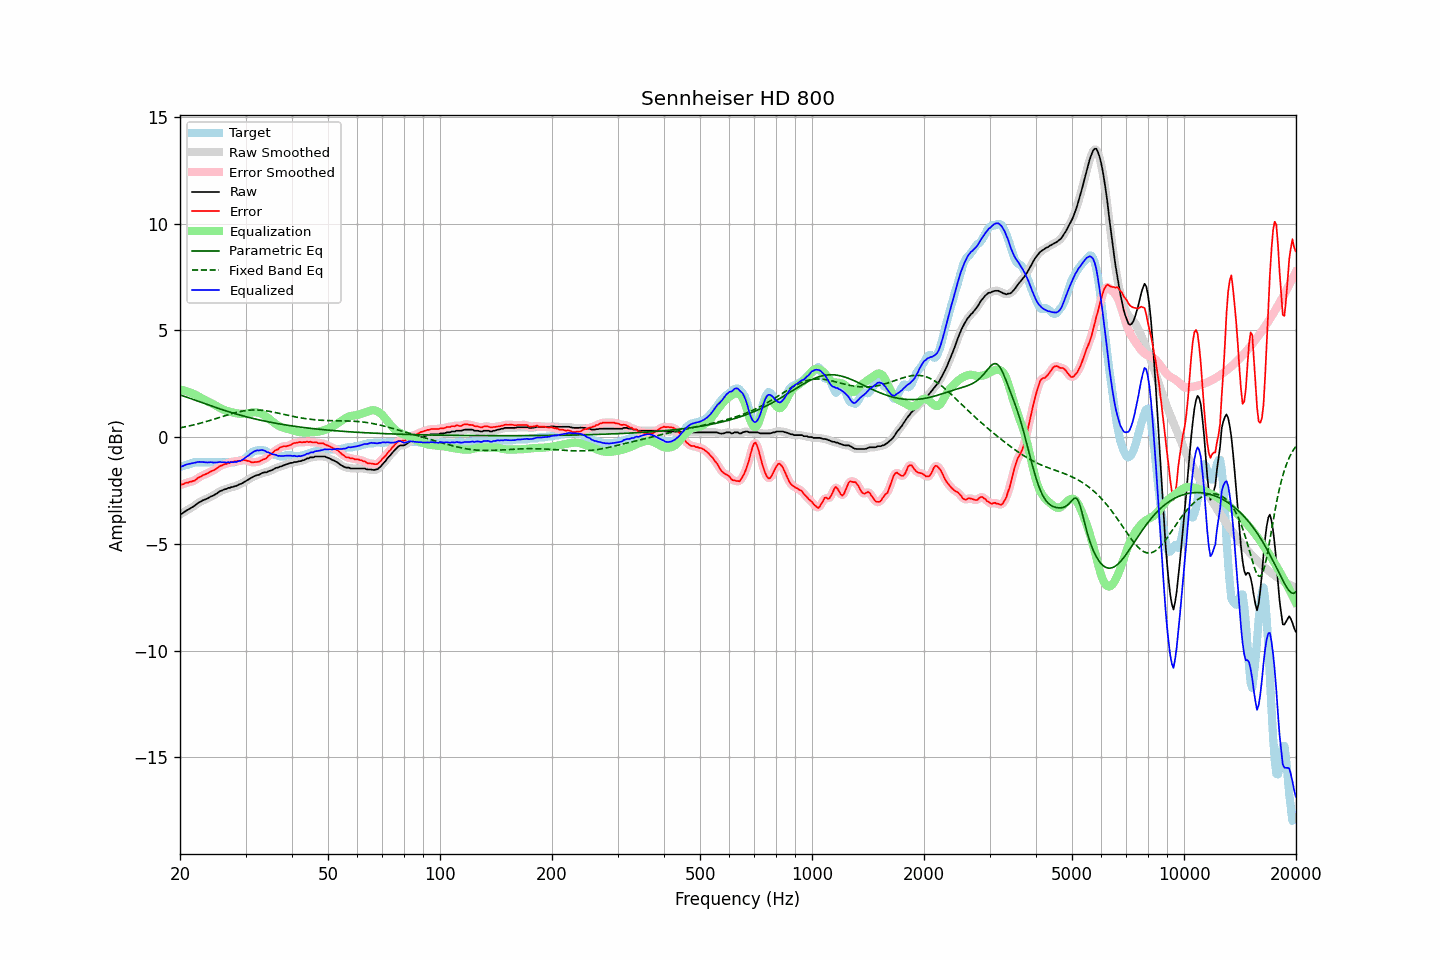 Sennheiser HD 800
Target
Raw Smoothed
Error Smoothed
Raw
Error
Equalization
Parametric Eq
Fixed Band Eq
Equalized
Amplitude (dBr)
15
10
5
0
−5
−10
−15
20 50 100 200 500 1000 2000 5000 10000 20000
Frequency (Hz)